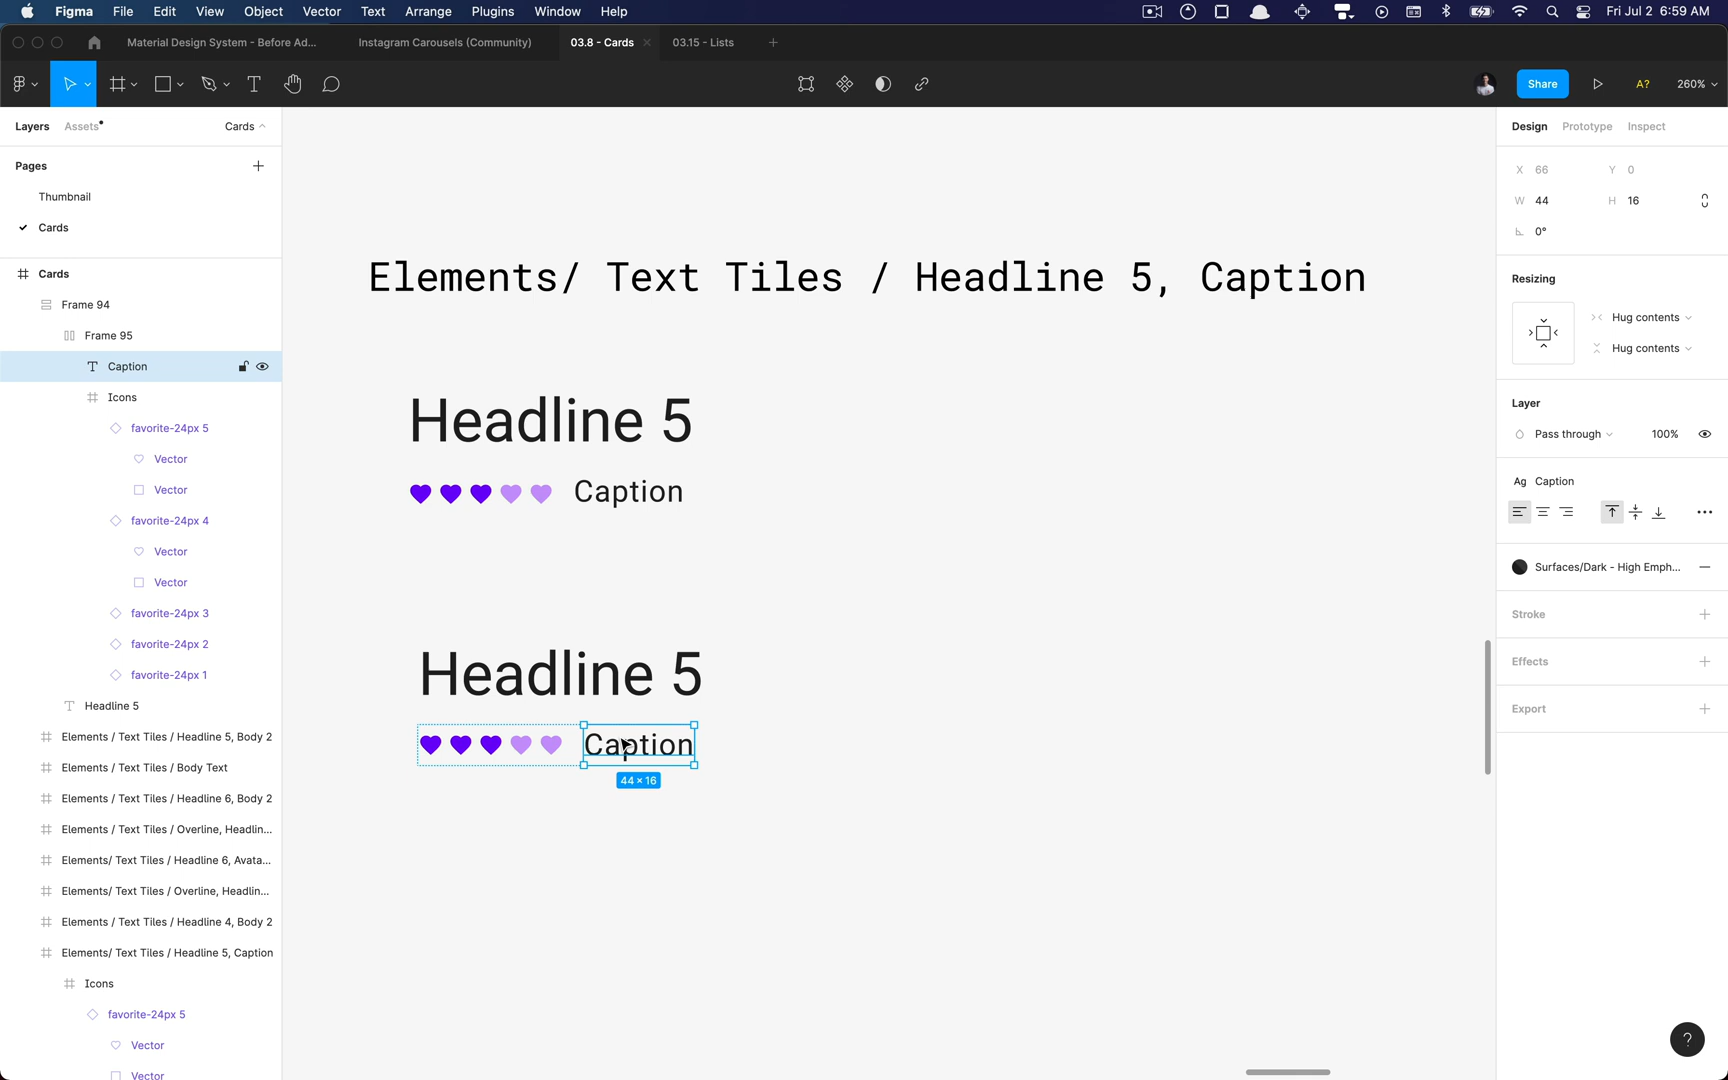 Figma File Edit View Object Vector Text Arrange Plugins Window Help Fri Jul 2 6:59 AM
Material Design System - Before Ad... Instagram Carousels (Community) 03.8 - Cards 03.15 - Lists
Share A? 260%
Layers Assets Cards
Pages
Thumbnail
Cards
Cards
Frame 94
Frame 95
Caption
Icons
favorite-24px 5
Vector
Vector
favorite-24px 4
Vector
Vector
favorite-24px 3
favorite-24px 2
favorite-24px 1
Headline 5
Elements / Text Tiles / Headline 5, Body 2
Elements / Text Tiles / Body Text
Elements / Text Tiles / Headline 6, Body 2
Elements / Text Tiles / Overline, Headlin...
Elements/ Text Tiles / Headline 6, Avata...
Elements/ Text Tiles / Overline, Headlin...
Elements / Text Tiles / Headline 4, Body 2
Elements/ Text Tiles / Headline 5, Caption
Icons
favorite-24px 5
Vector
Vector
Elements/ Text Tiles / Headline 5, Caption
Headline 5
Caption
Headline 5
Caption
44 × 16
Design Prototype Inspect
X 66 Y 0
W 44 H 16
0°
Resizing
Hug contents
Hug contents
Layer
Pass through 100%
Ag Caption
Surfaces/Dark - High Emph...
Stroke
Effects
Export
?